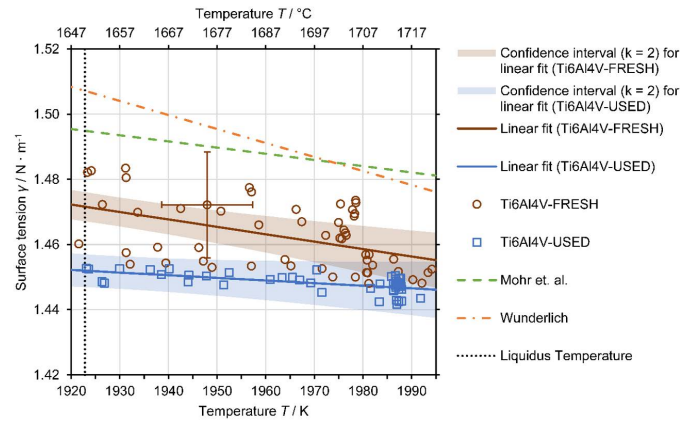 Temperature T / °C
1647 1657 1667 1677 1687 1697 1707 1717
1.52
1.50
1.48
1.46
1.44
1.42
Surface tension γ / N · m⁻¹
1920 1930 1940 1950 1960 1970 1980 1990
Temperature T / K
Confidence interval (k = 2) for
linear fit (Ti6Al4V-FRESH)
Confidence interval (k = 2) for
linear fit (Ti6Al4V-USED)
Linear fit (Ti6Al4V-FRESH)
Linear fit (Ti6Al4V-USED)
Ti6Al4V-FRESH
Ti6Al4V-USED
Mohr et. al.
Wunderlich
Liquidus Temperature